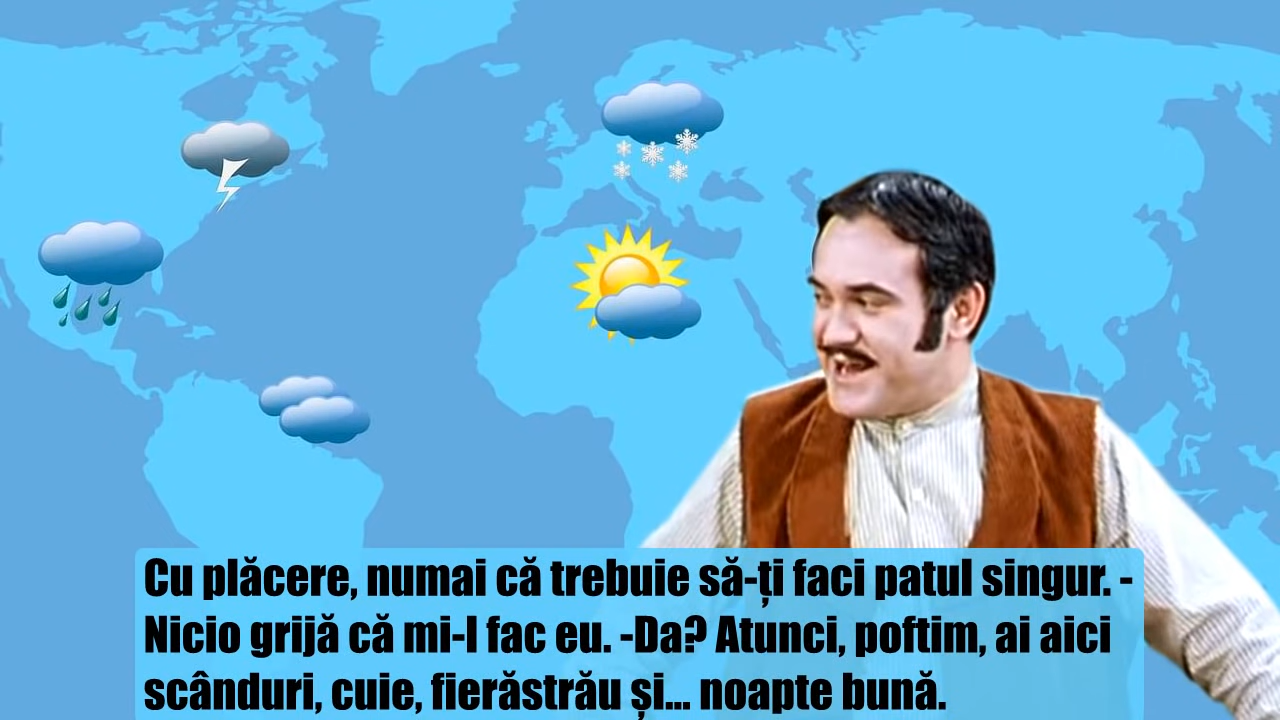 Cu plăcere, numai că trebuie să-ți faci patul singur. -
Nicio grijă că mi-l fac eu. -Da? Atunci, poftim, ai aici
scânduri, cuie, fierăstrău și... noapte bună.